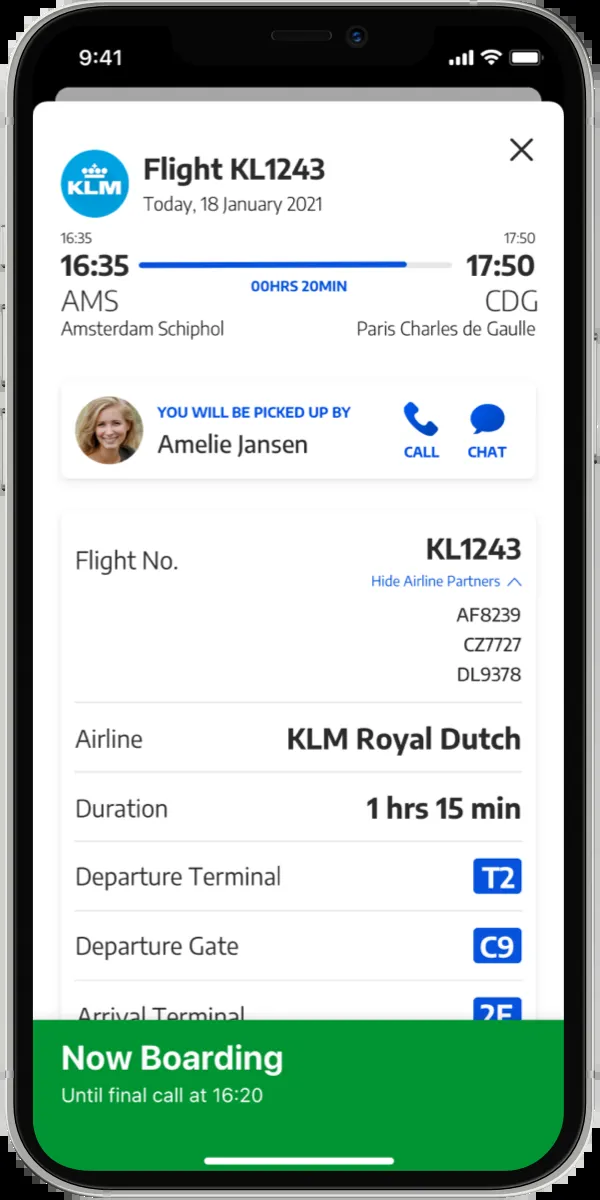 9:41
KLM
Flight KL1243
Today, 18 January 2021
16:35 17:50
16:35 17:50
00HRS 20MIN
AMS CDG
Amsterdam Schiphol Paris Charles de Gaulle
YOU WILL BE PICKED UP BY
Amelie Jansen
CALL CHAT
Flight No. KL1243
Hide Airline Partners
AF8239
CZ7727
DL9378
Airline KLM Royal Dutch
Duration 1 hrs 15 min
Departure Terminal T2
Departure Gate C9
Arrival Terminal 2E
Now Boarding
Until final call at 16:20